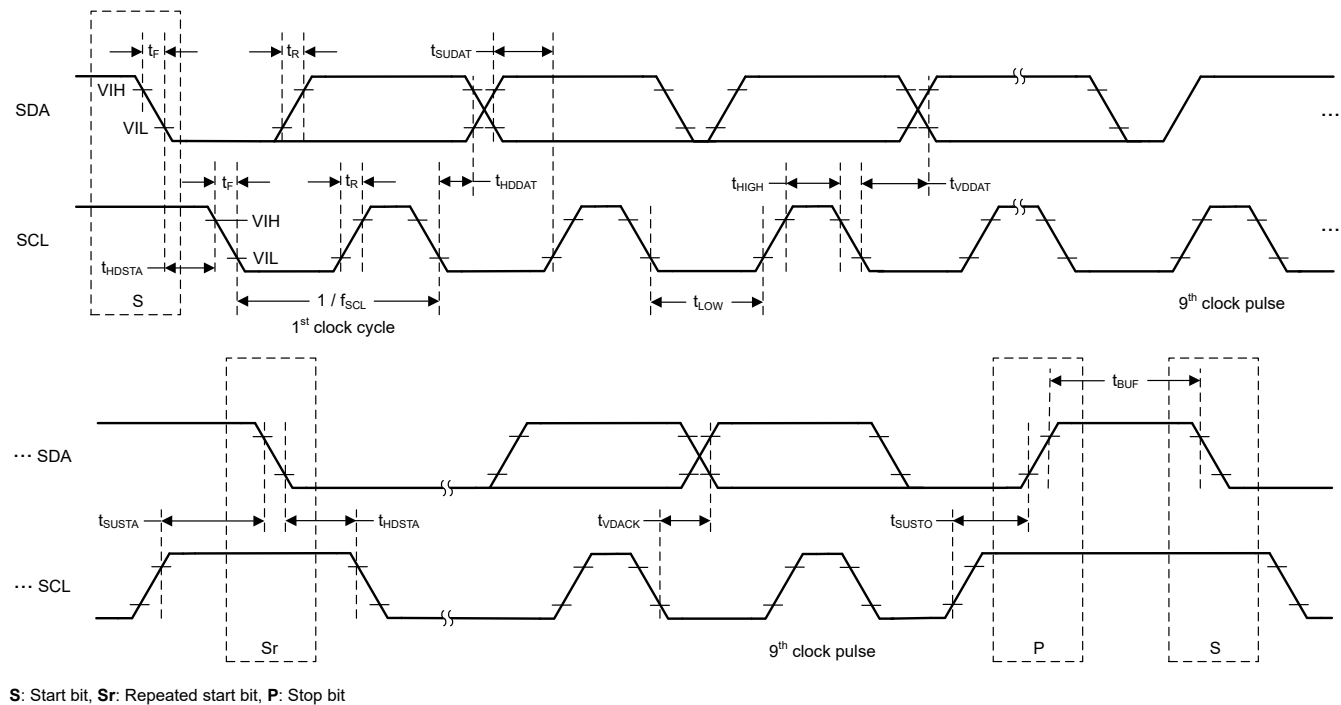 tF
tR
tSUDAT
VIH
VIL
SDA
...
tF
tR
tHDDAT
tHIGH
tVDDAT
VIH
VIL
SCL
...
tHDSTA
S
1 / fSCL
1st clock cycle
tLOW
9th clock pulse
tBUF
... SDA
tSUSTA
tHDSTA
tVDACK
tSUSTO
... SCL
Sr
9th clock pulse
P
S
S: Start bit, Sr: Repeated start bit, P: Stop bit